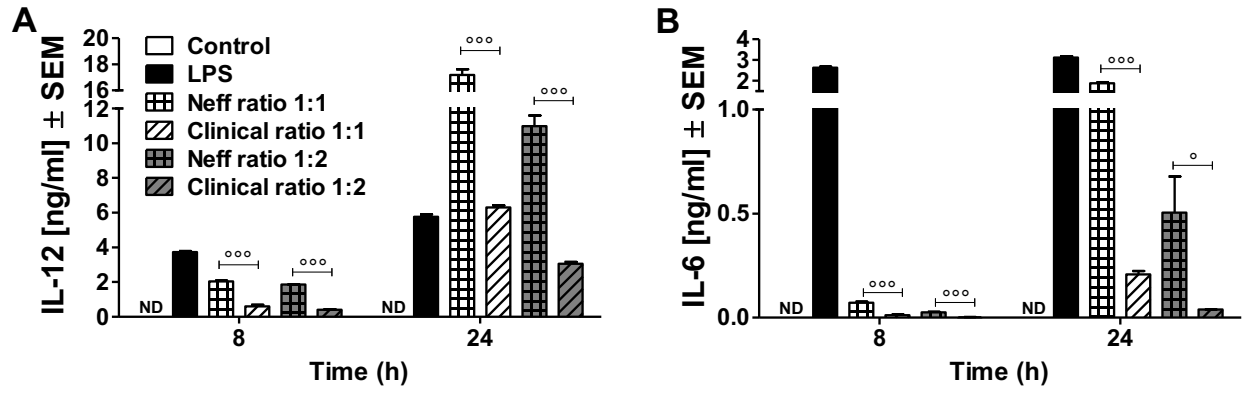 A
IL-12 [ng/ml] ± SEM
20
18
16
12
10
8
6
4
2
0
Control
LPS
Neff ratio 1:1
Clinical ratio 1:1
Neff ratio 1:2
Clinical ratio 1:2
°°°
°°°
°°°
°°°
ND
ND
8
24
Time (h)
B
IL-6 [ng/ml] ± SEM
4
3
2
1.0
0.5
0.0
°°°
°°°
°°°
°
ND
ND
8
24
Time (h)